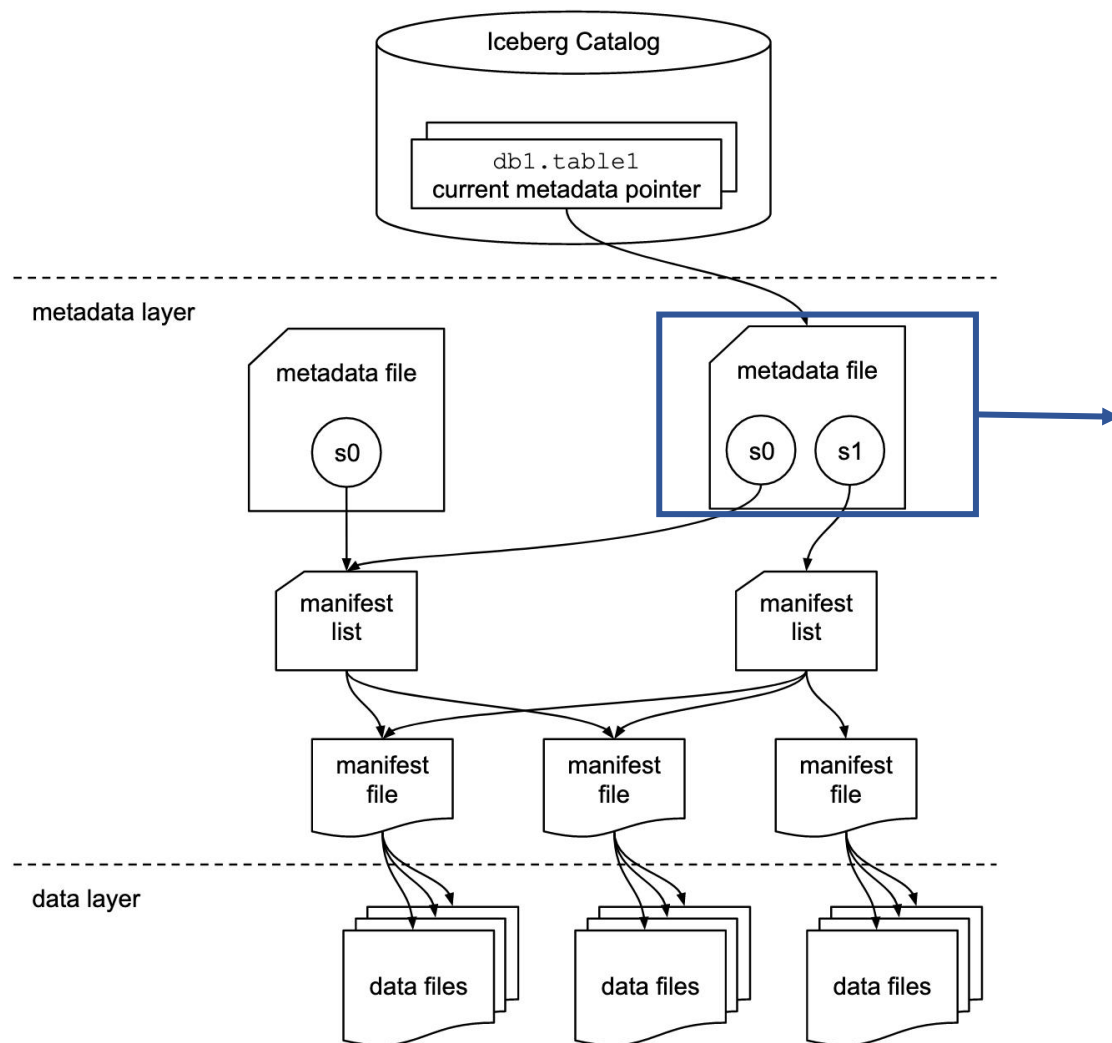 Iceberg Catalog
db1.table1
current metadata pointer
metadata layer
metadata file
s0
metadata file
s0
s1
manifest
list
manifest
list
manifest
file
manifest
file
manifest
file
data layer
data files
data files
data files